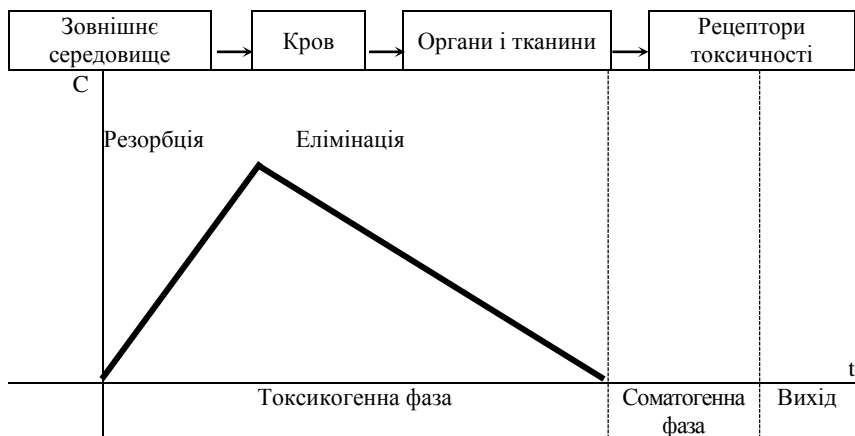 Зовнішнє
середовище
Кров
Органи і тканини
Рецептори
токсичності
C
Резорбція
Елімінація
t
Токсикогенна фаза
Соматогенна
фаза
Вихід